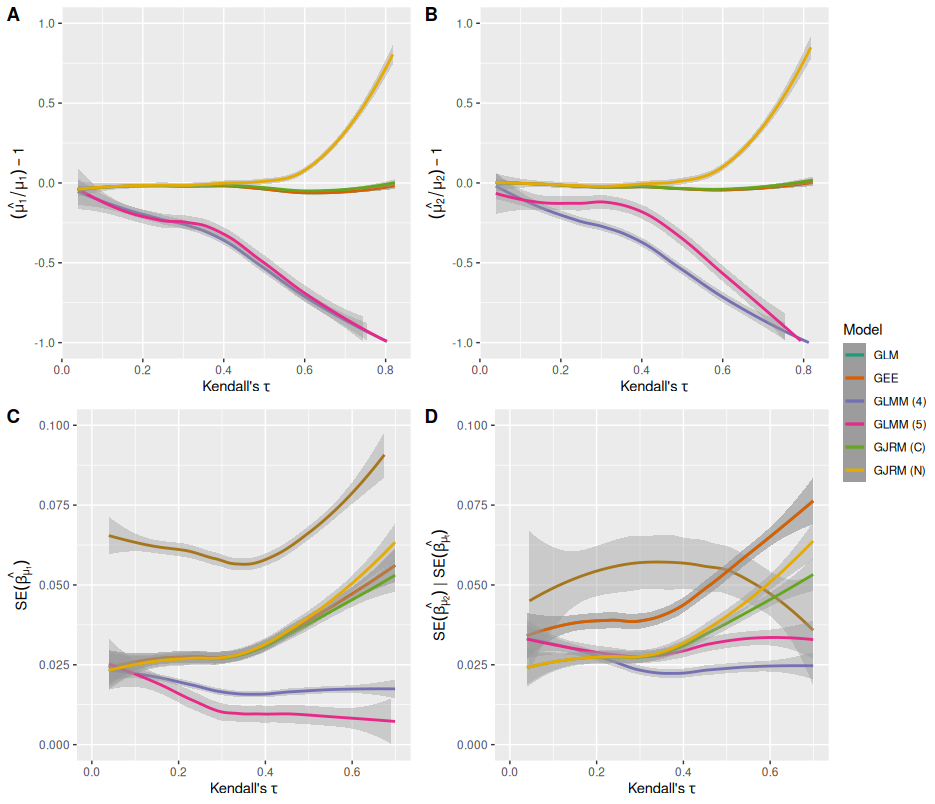 A
B
1.0
0.5
0.0
-0.5
-1.0
(μ̂₁ / μ₁) − 1
0.0 0.2 0.4 0.6 0.8
Kendall's τ
1.0
0.5
0.0
-0.5
-1.0
(μ̂₂ / μ₂) − 1
0.0 0.2 0.4 0.6 0.8
Kendall's τ
Model
GLM
GEE
GLMM (4)
GLMM (5)
GJRM (C)
GJRM (N)
C
D
0.100
0.075
0.050
0.025
0.000
0.0 0.2 0.4 0.6
Kendall's τ
0.100
0.075
0.050
0.025
0.000
0.0 0.2 0.4 0.6
Kendall's τ